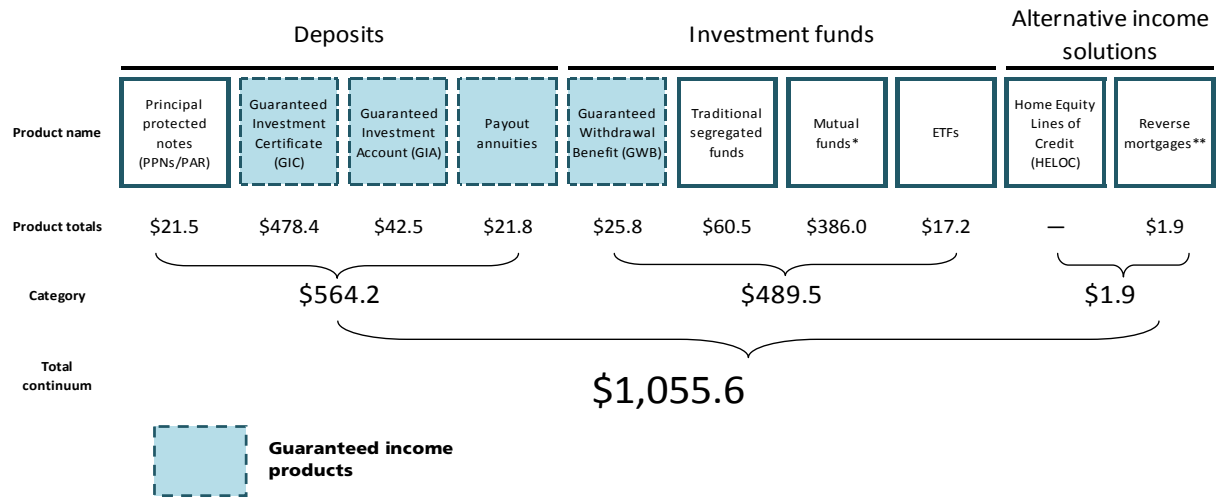 Deposits
Investment funds
Alternative income
solutions
Product name
Principal
protected
notes
(PPNs/PAR)
Guaranteed
Investment
Certificate
(GIC)
Guaranteed
Investment
Account (GIA)
Payout
annuities
Guaranteed
Withdrawal
Benefit (GWB)
Traditional
segregated
funds
Mutual
funds*
ETFs
Home Equity
Lines of
Credit
(HELOC)
Reverse
mortgages**
Product totals
$21.5
$478.4
$42.5
$21.8
$25.8
$60.5
$386.0
$17.2
—
$1.9
Category
$564.2
$489.5
$1.9
Total
continuum
$1,055.6
Guaranteed income
products